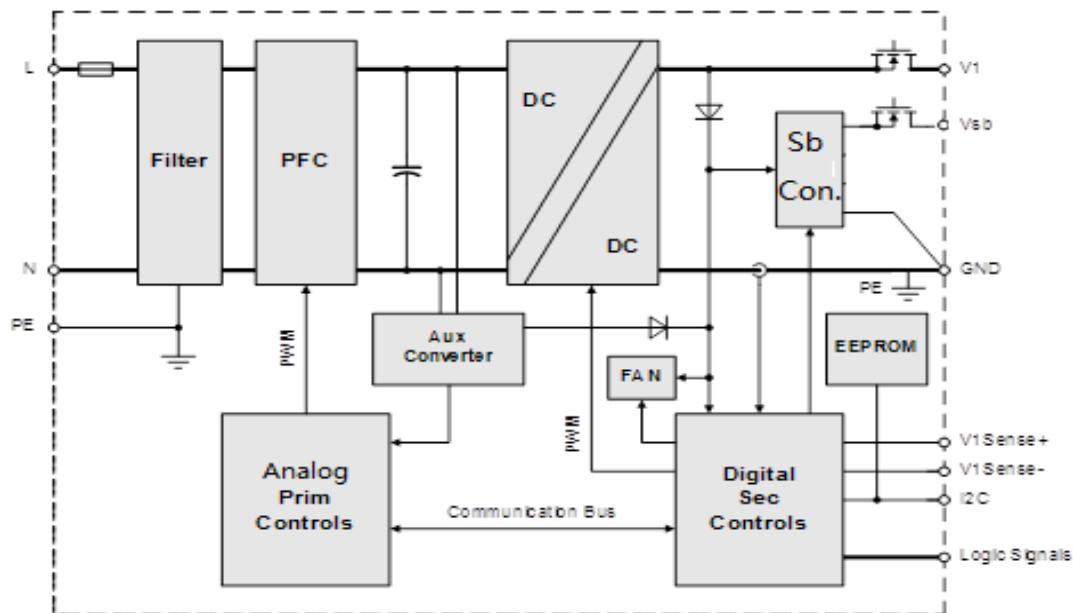 L
V1
Vsb
DC
Sb
Con.
Filter
PFC
DC
N
GND
PE
PE
Aux
Converter
EEPROM
PWM
FAN
PWM
V1Sense+
V1Sense-
I2C
Analog
Prim
Controls
Digital
Sec
Controls
Communication Bus
Logic Signals